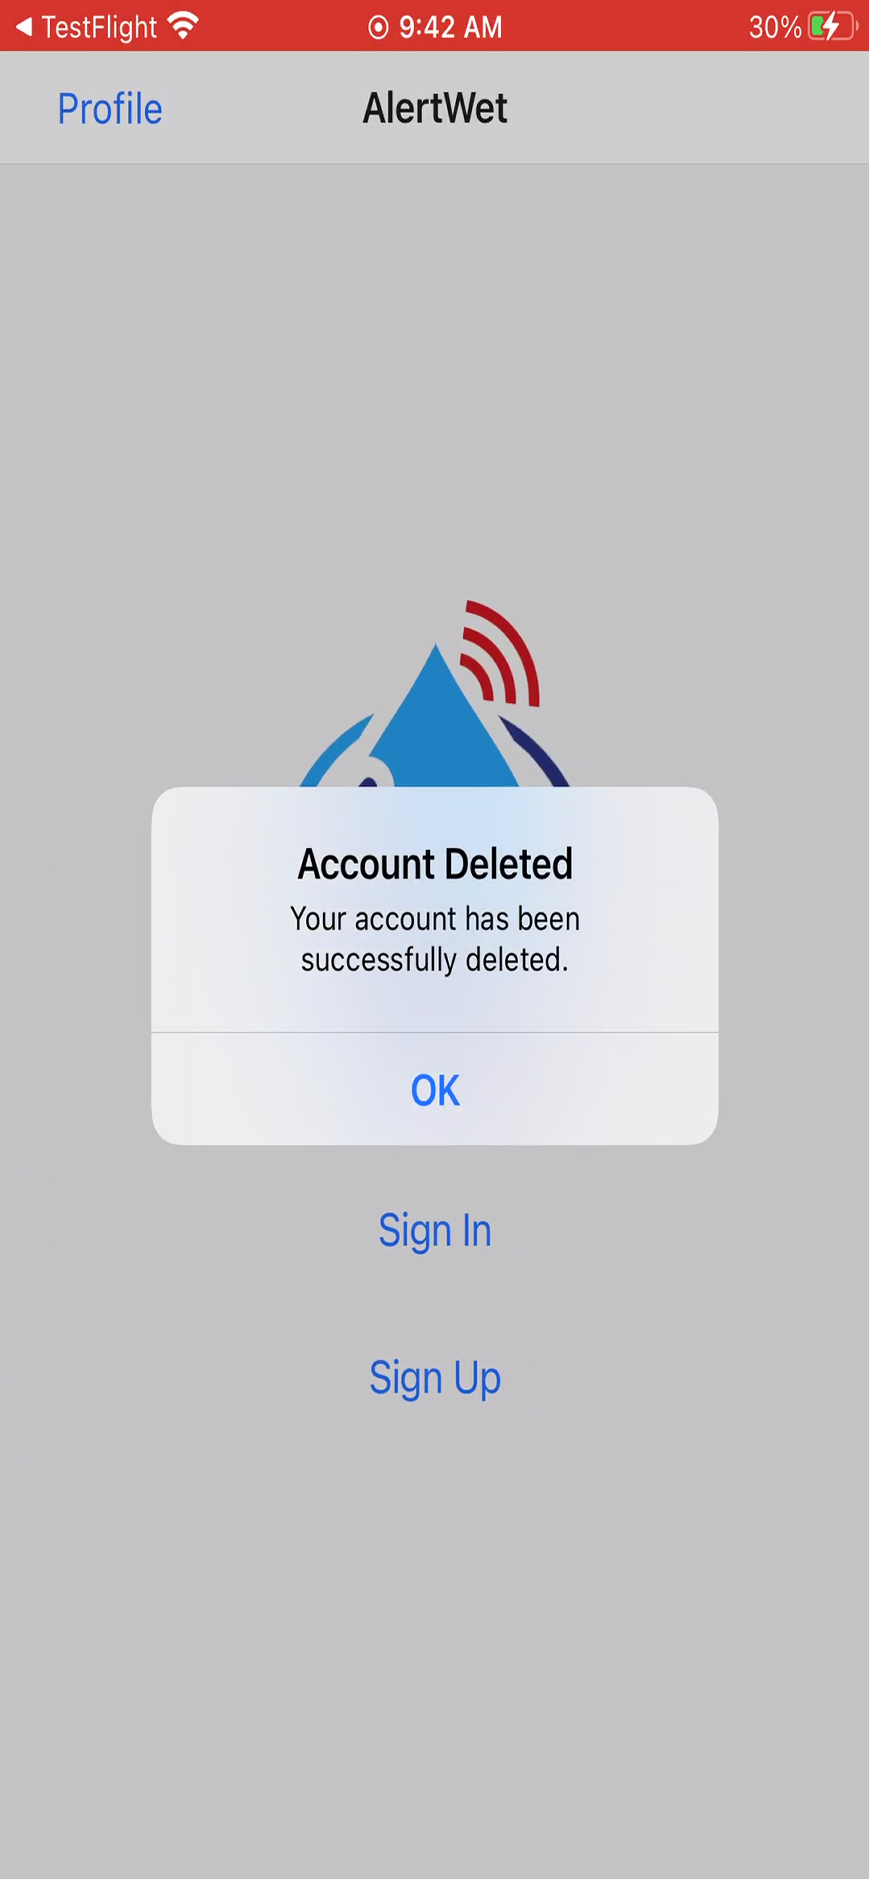 TestFlight
9:42 AM
30%
Profile
AlertWet
Account Deleted
Your account has been
successfully deleted.
OK
Sign In
Sign Up